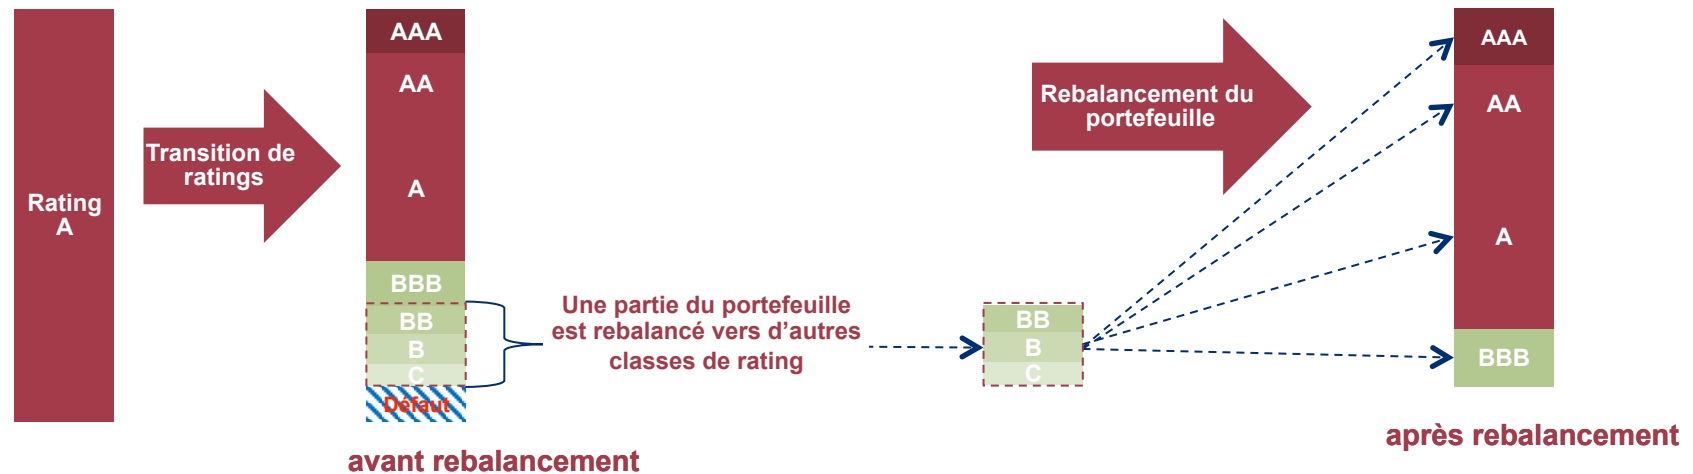 Rating
A
Transition de
ratings
AAA
AA
A
BBB
BB
B
C
Défaut
avant rebalancement
Une partie du portefeuille
est rebalancé vers d'autres
classes de rating
BB
B
C
Rebalancement du
portefeuille
AAA
AA
A
BBB
après rebalancement